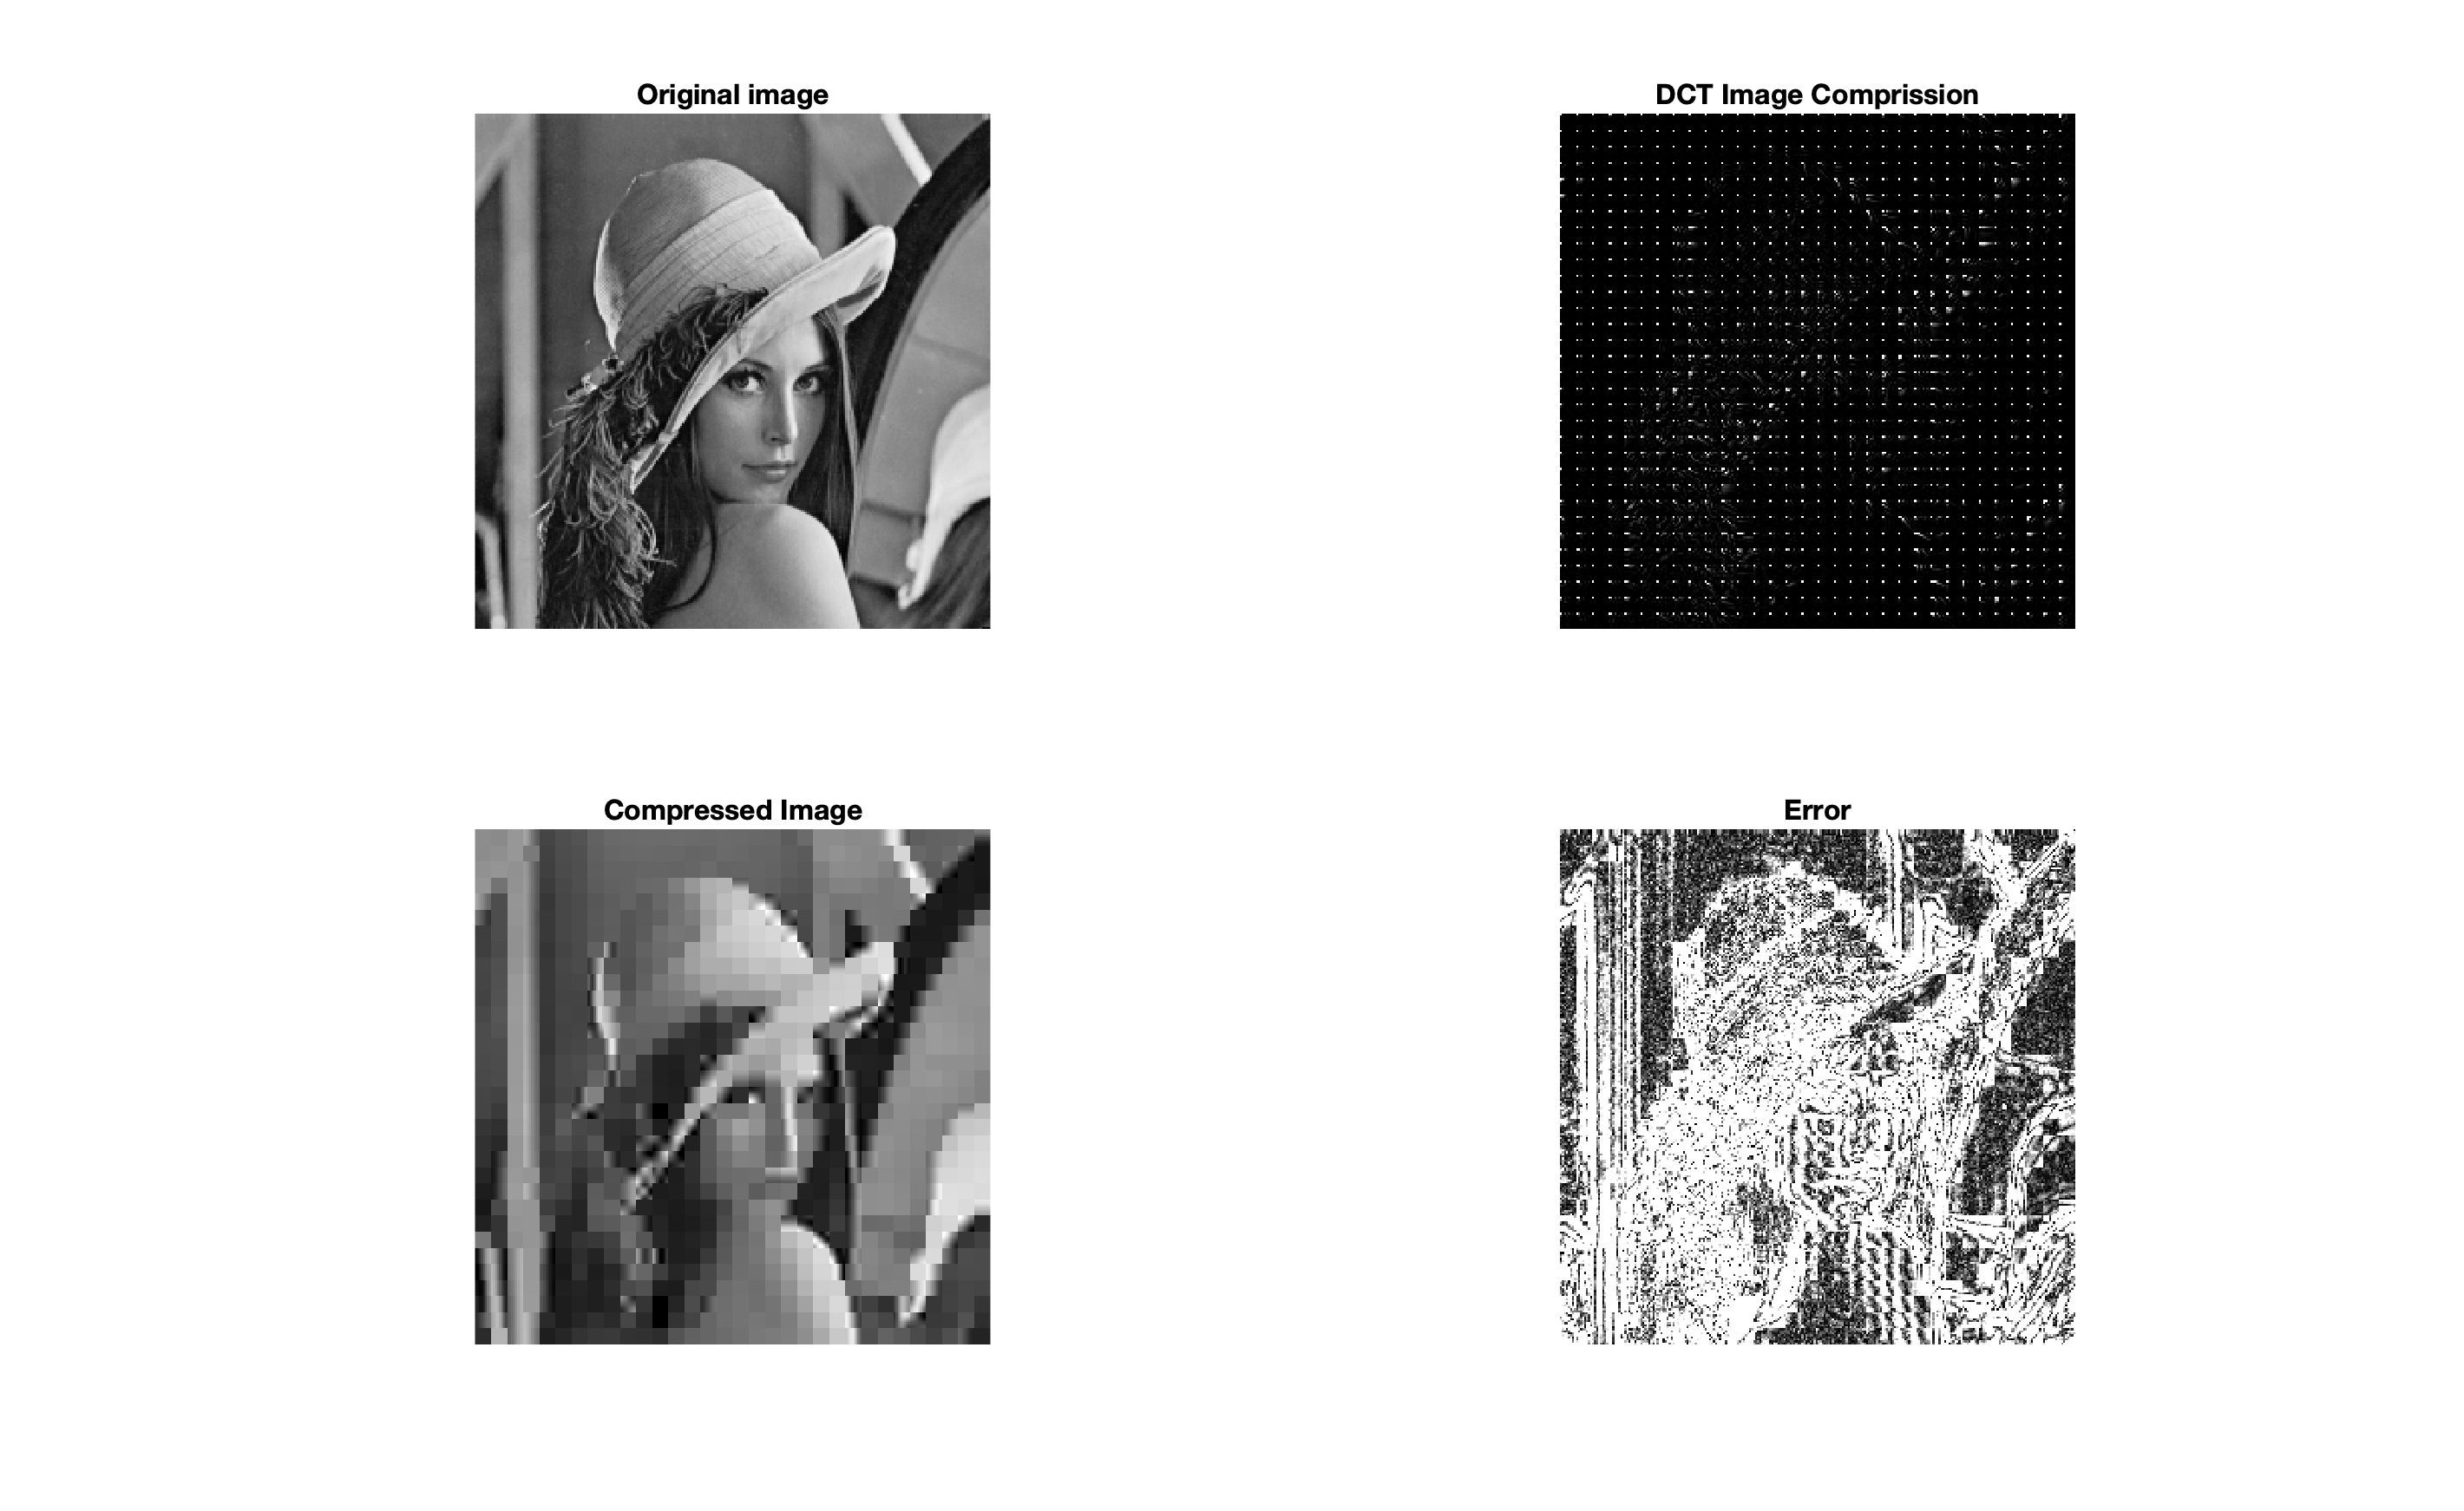 Original image
DCT Image Comprission
Compressed Image
Error